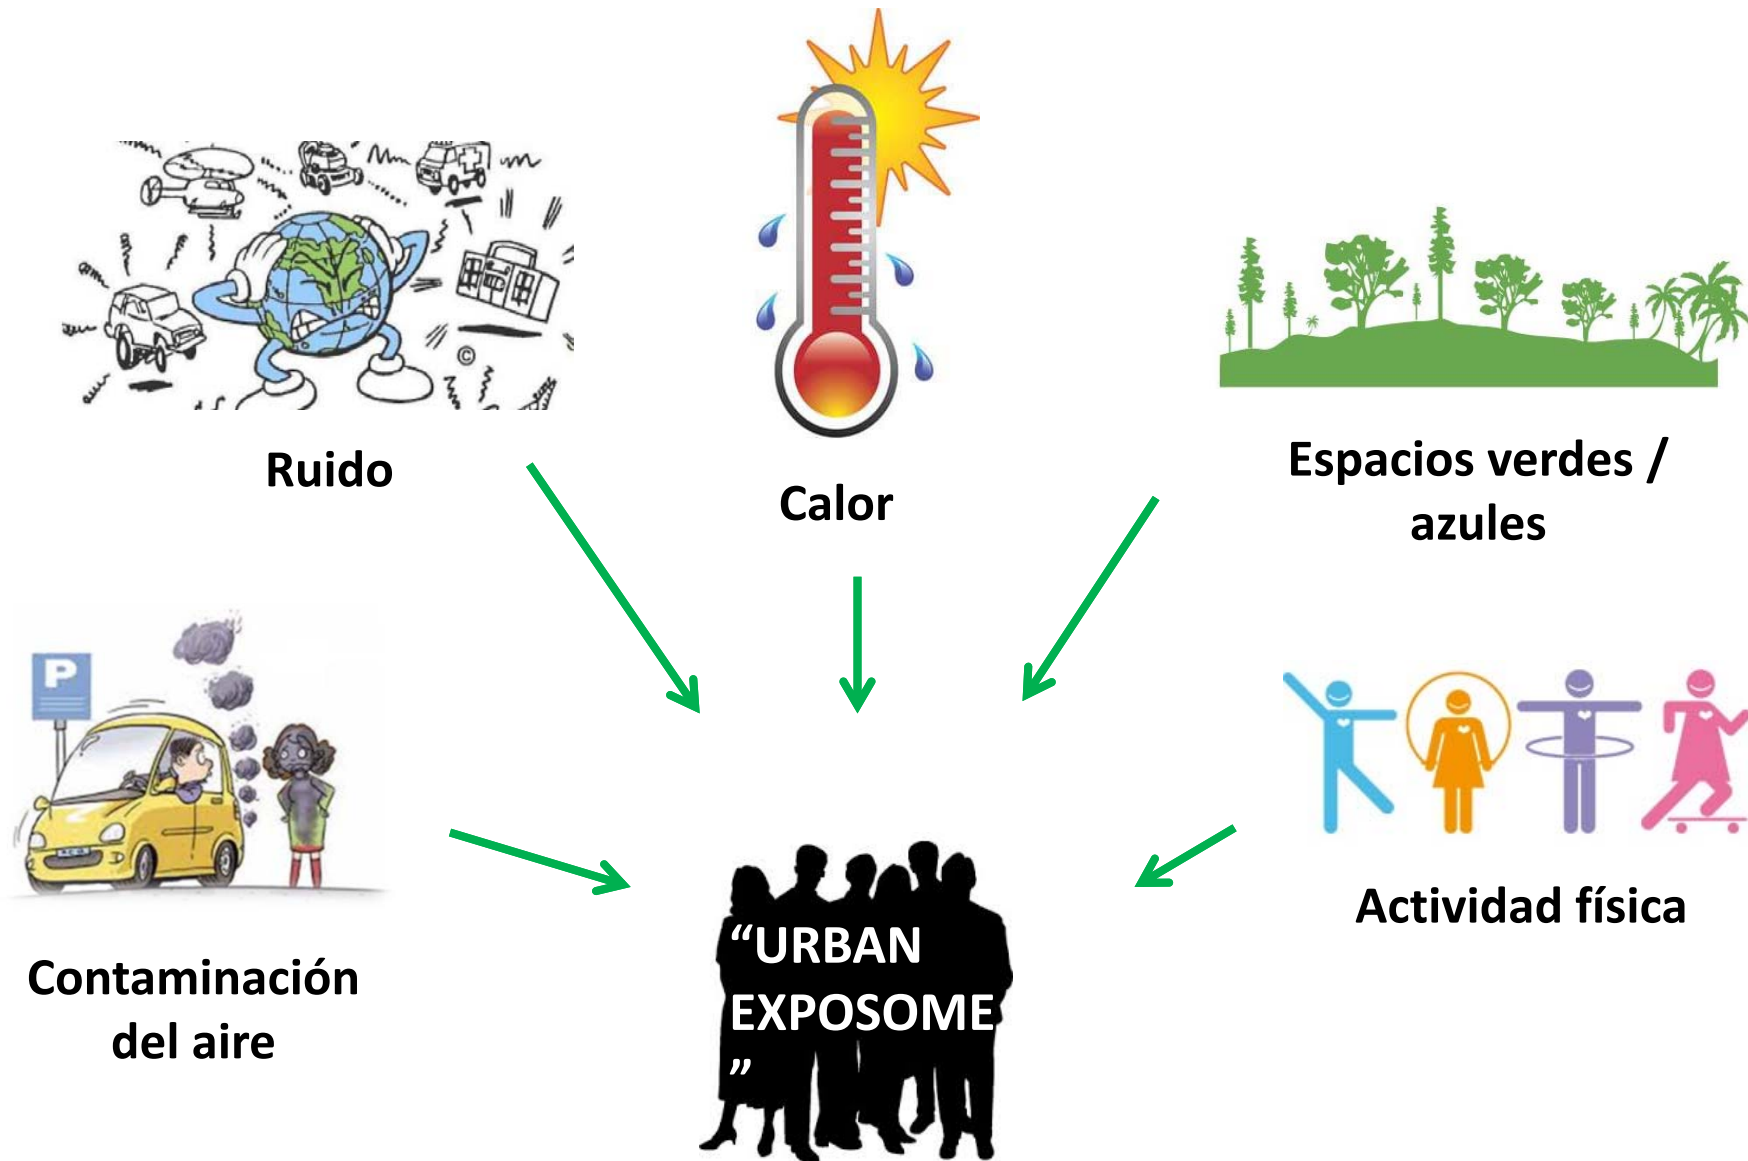 Ruido
©
Calor
Espacios verdes /
azules
P
Contaminación
del aire
Actividad física
“URBAN
EXPOSOME
”